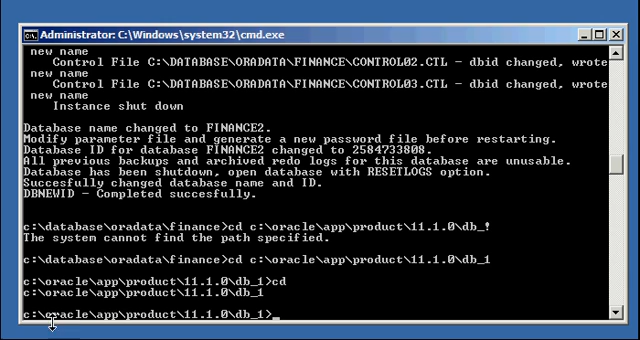 Administrator: C:\Windows\system32\cmd.exe
new name
Control File C:\DATABASE\ORADATA\FINANCE\CONTROL02.CTL - dbid changed, wrote
new name
Control File C:\DATABASE\ORADATA\FINANCE\CONTROL03.CTL - dbid changed, wrote
new name
Instance shut down
Database name changed to FINANCE2.
Modify parameter file and generate a new password file before restarting.
Database ID for database FINANCE2 changed to 2584733808.
All previous backups and archived redo logs for this database are unusable.
Database has been shutdown, open database with RESETLOGS option.
Succesfully changed database name and ID.
DBNEWID - Completed succesfully.
c:\database\oradata\finance>cd c:\oracle\app\product\11.1.0\db_!
The system cannot find the path specified.
c:\database\oradata\finance>cd c:\oracle\app\product\11.1.0\db_1
c:\oracle\app\product\11.1.0\db_1>cd
c:\oracle\app\product\11.1.0\db_1
c:\oracle\app\product\11.1.0\db_1>_